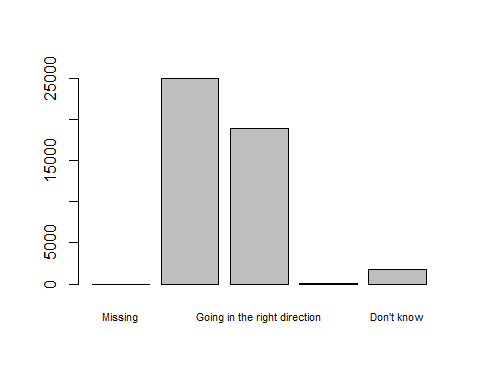 25000
15000
5000
0
Missing
Going in the right direction
Don't know